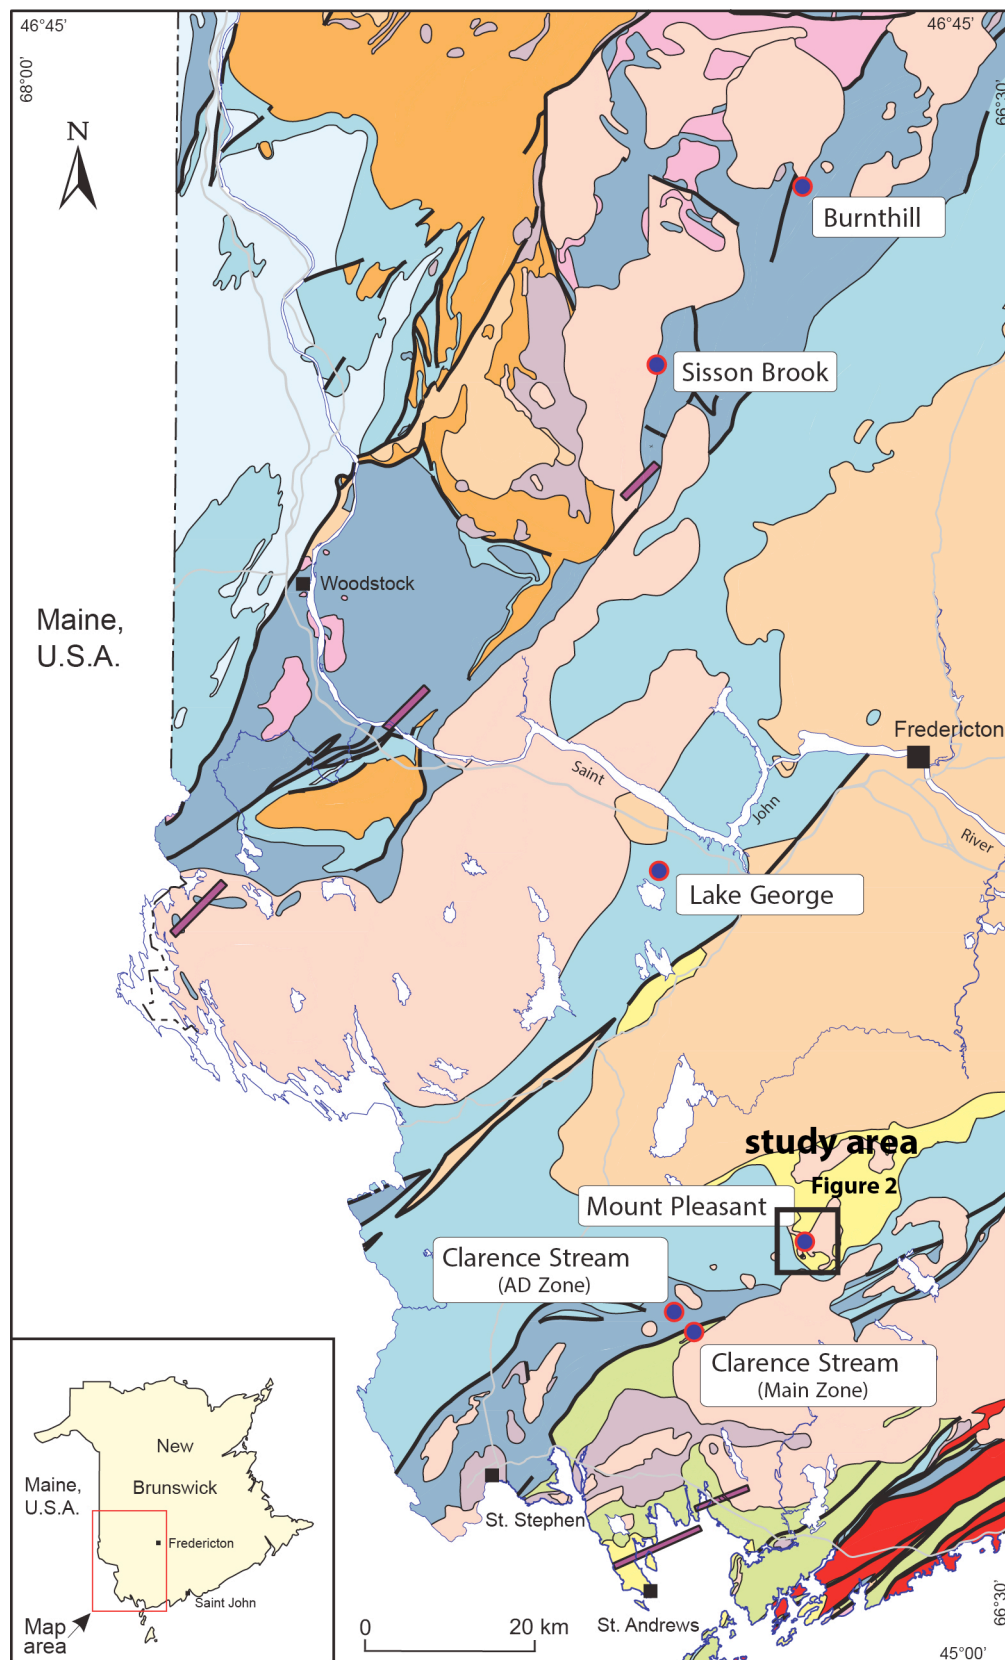 46°45'
46°45'
68°00'
66°30'
N
Burnthill
Sisson Brook
Woodstock
Maine,
U.S.A.
Fredericton
Saint
John
River
Lake George
study area
Figure 2
Mount Pleasant
Clarence Stream
(AD Zone)
Clarence Stream
(Main Zone)
New
Brunswick
Maine,
U.S.A.
Fredericton
Saint John
Map
area
St. Stephen
St. Andrews
0
20 km
66°30'
45°00'